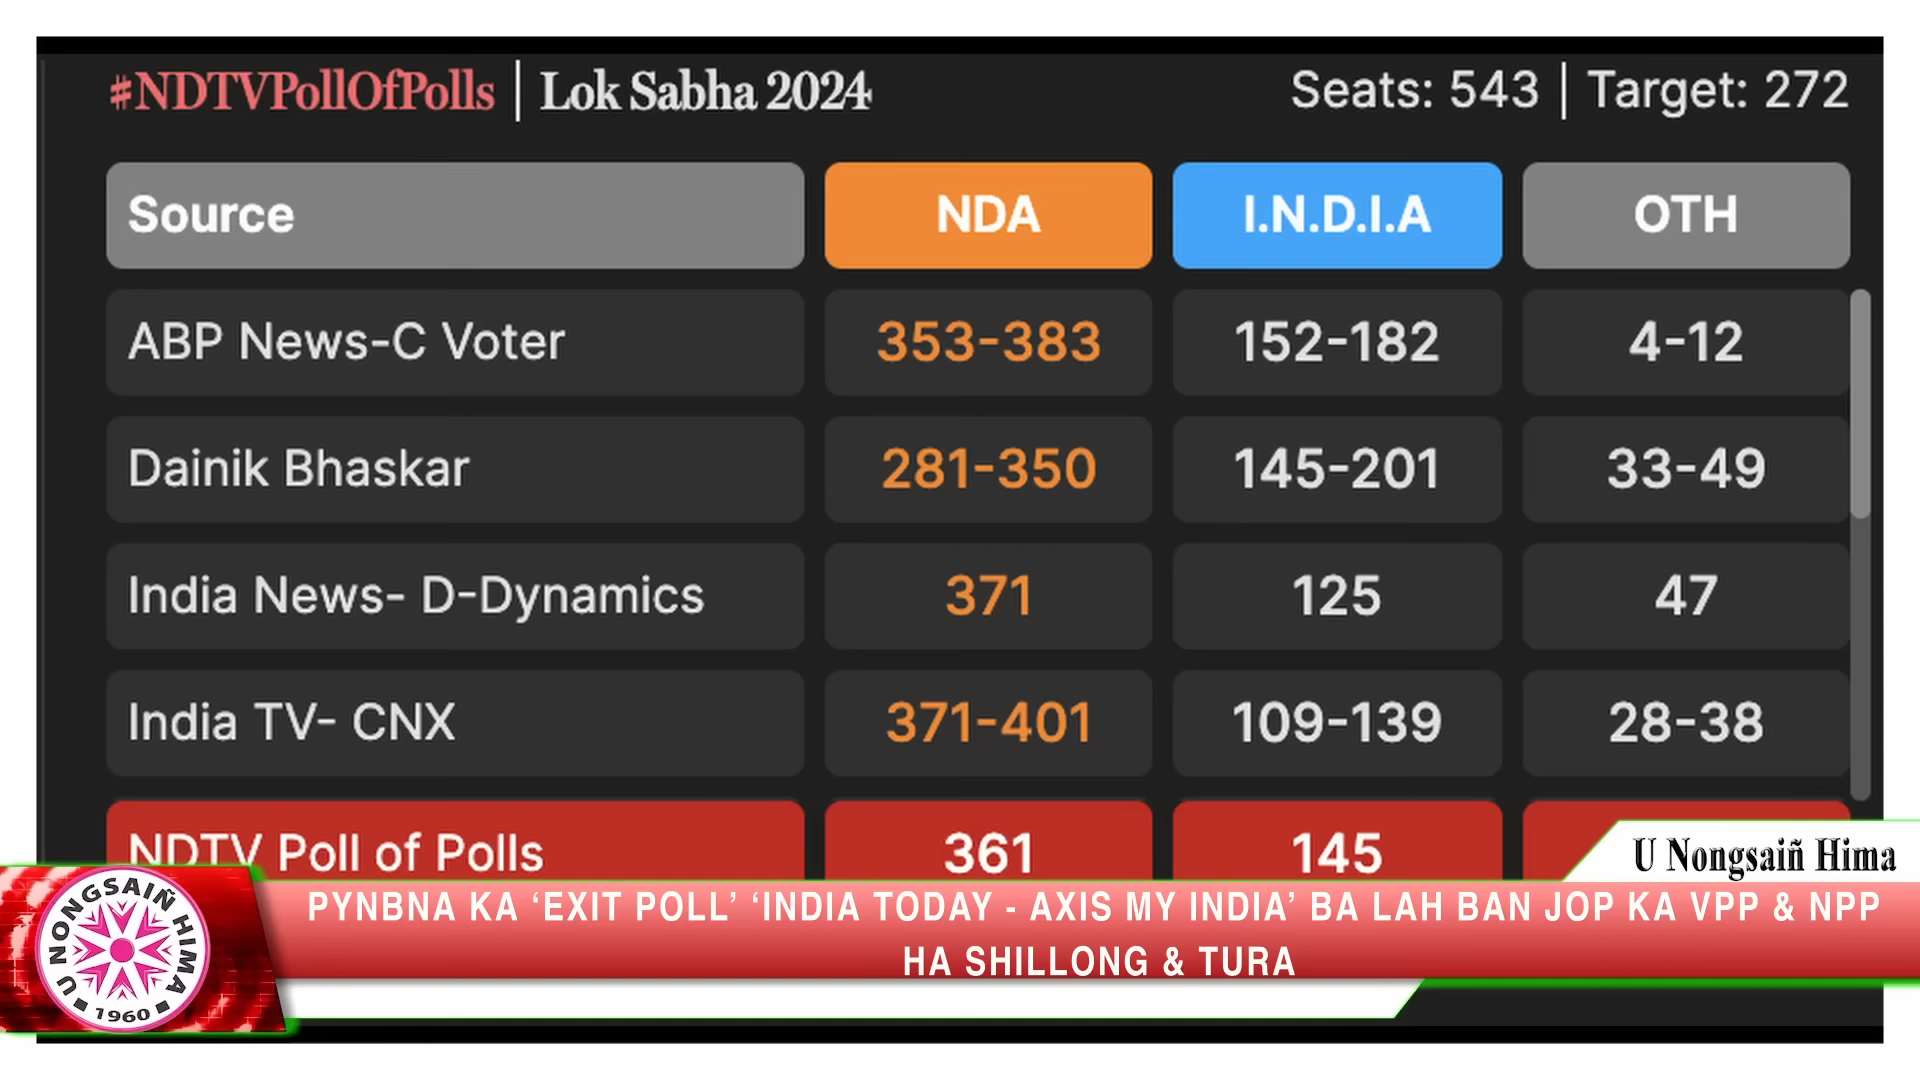 #NDTVPollOfPolls | Lok Sabha 2024 Seats: 543 | Target: 272
Source NDA I.N.D.I.A OTH
ABP News-C Voter 353-383 152-182 4-12
Dainik Bhaskar 281-350 145-201 33-49
India News- D-Dynamics 371 125 47
India TV- CNX 371-401 109-139 28-38
NDTV Poll of Polls 361 145
U Nongsaiñ Hima
PYNBNA KA ‘EXIT POLL’ ‘INDIA TODAY - AXIS MY INDIA’ BA LAH BAN JOP KA VPP & NPP
HA SHILLONG & TURA
U NONGSAIÑ HIMA
1960